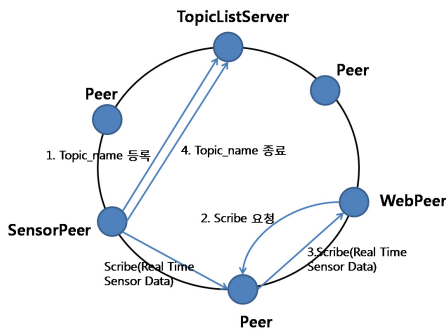 TopicListServer
Peer
Peer
1. Topic_name 등록
4. Topic_name 종료
2. Scribe 요청
WebPeer
SensorPeer
3.Scribe(Real Time
Sensor Data)
Scribe(Real Time
Sensor Data)
Peer